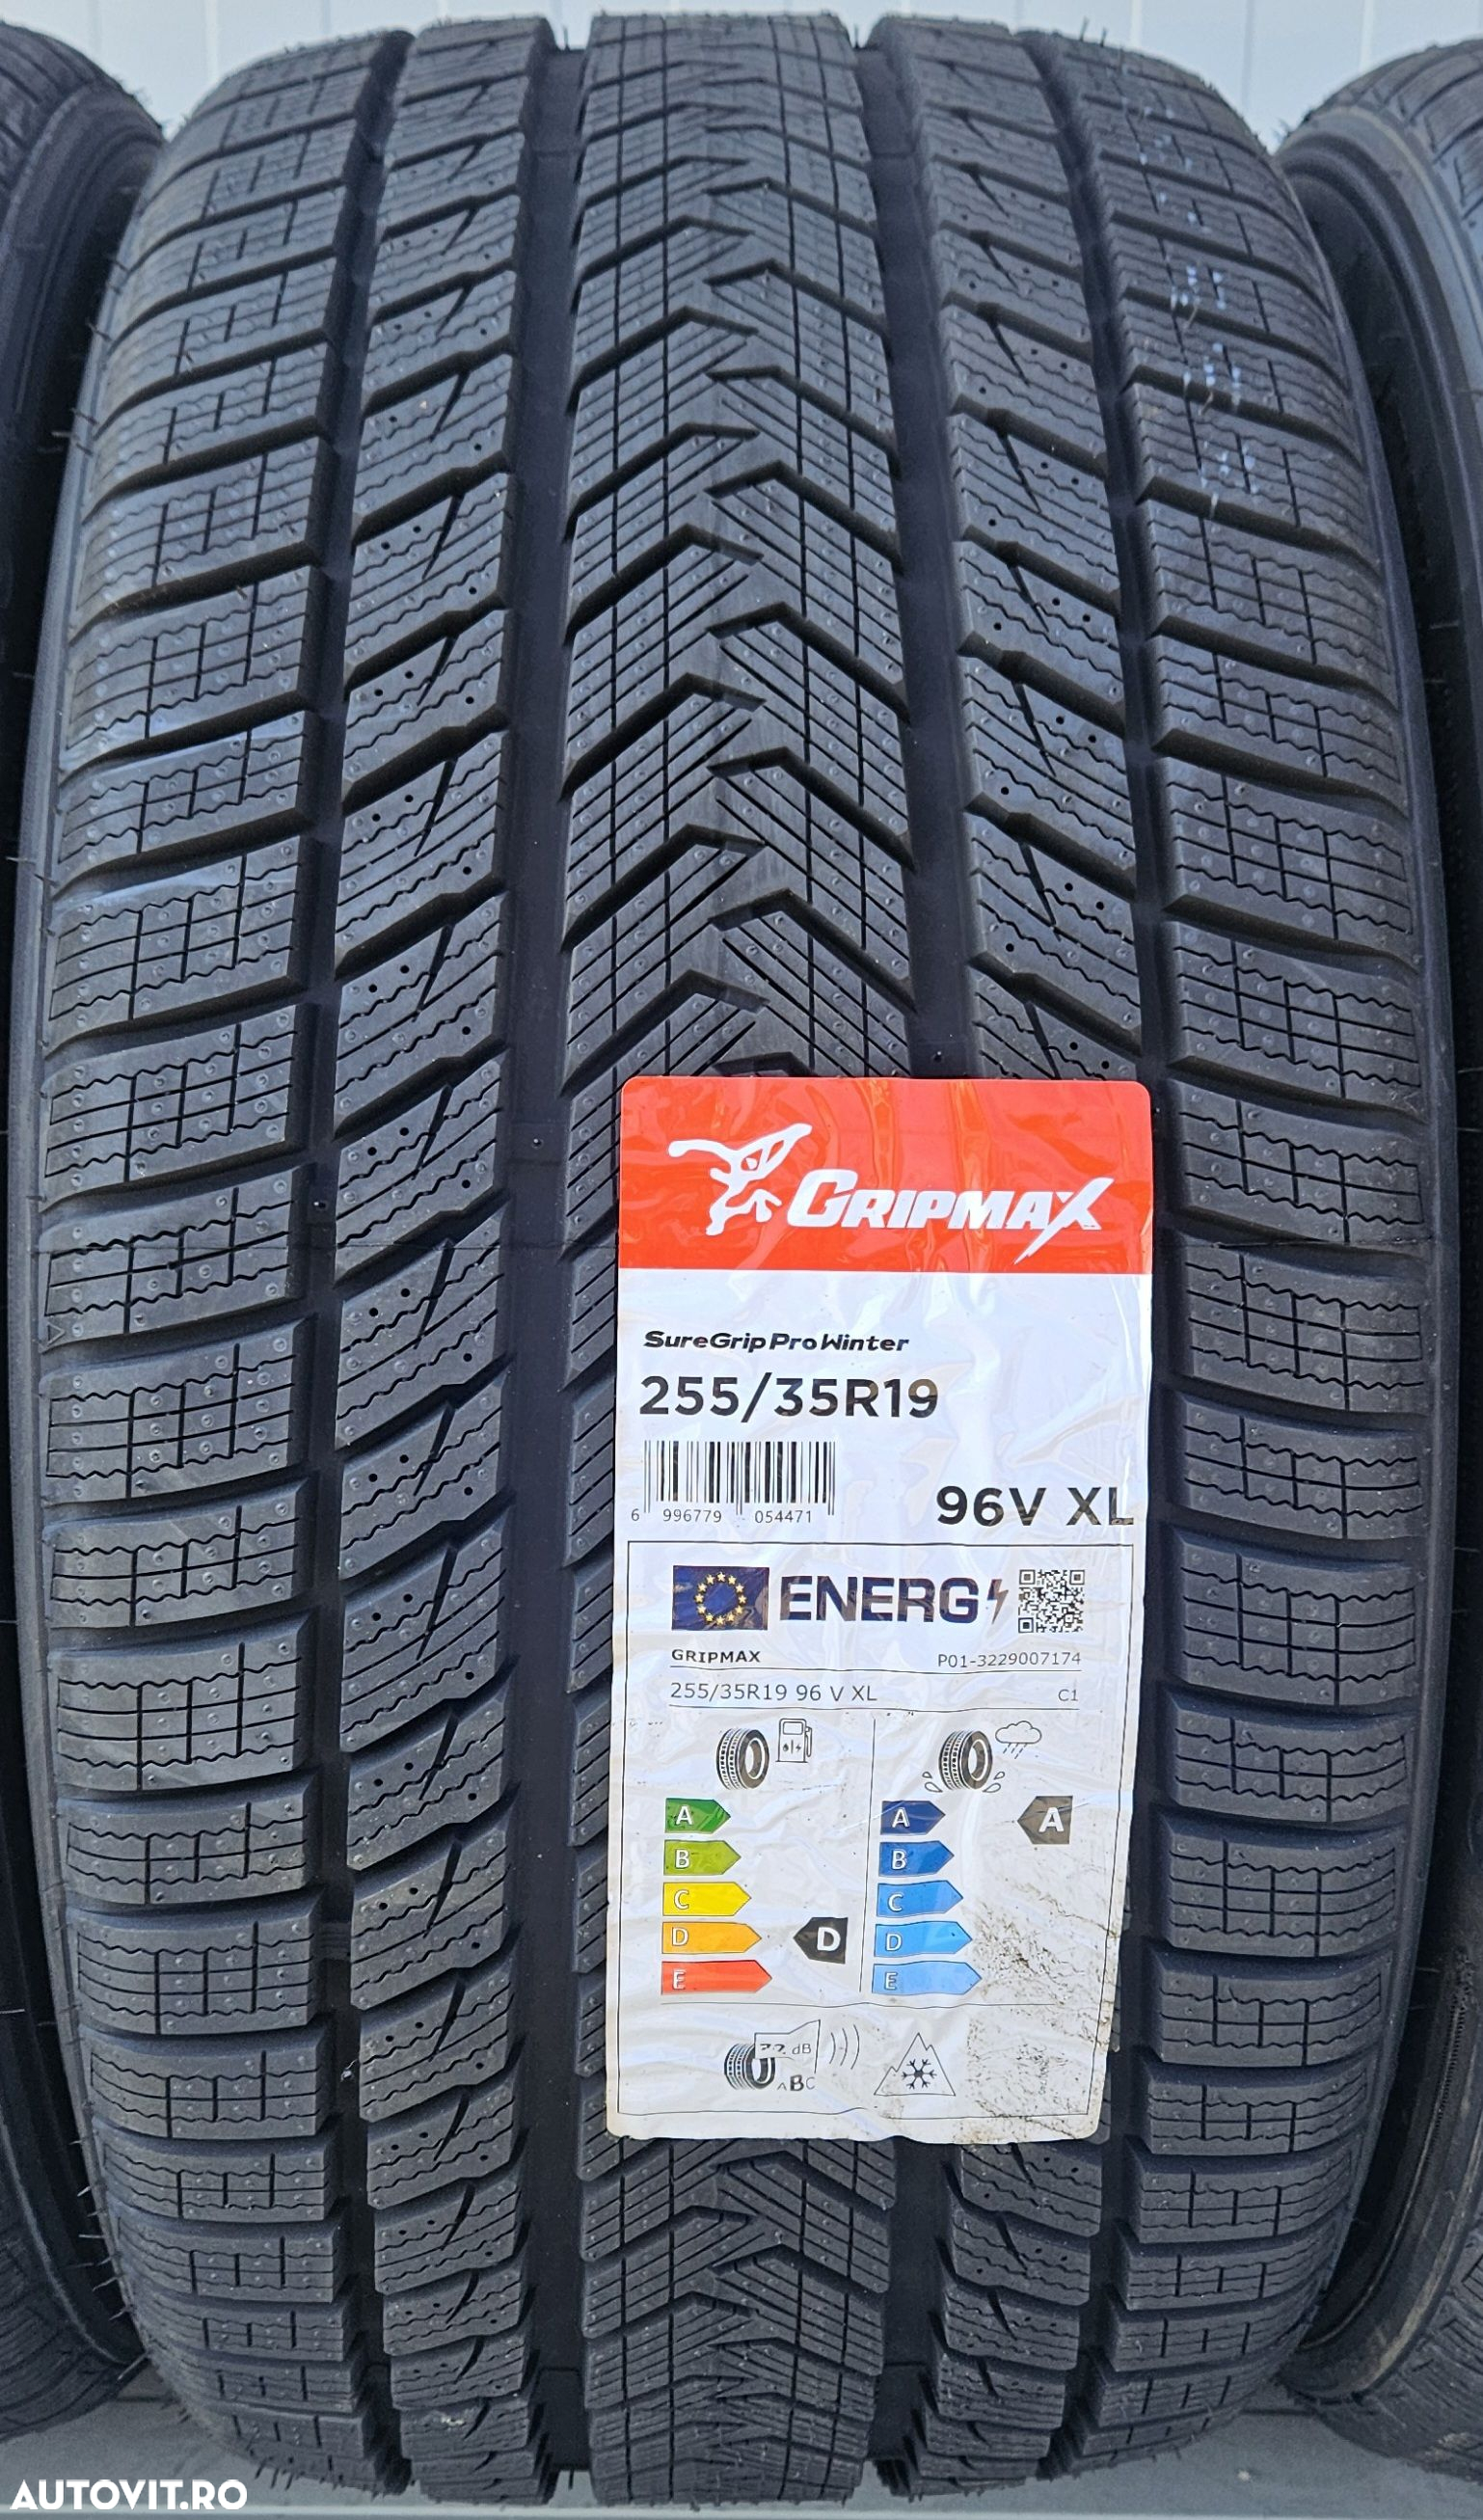 GRIPMAX
SureGrip Pro Winter
255/35R19
6 996779 054471
96V XL
ENERG
GRIPMAX P01-3229007174
255/35R19 96 V XL C1
A A A
B B
C C
D D D
E E
dB
ABC
AUTOVIT.RO